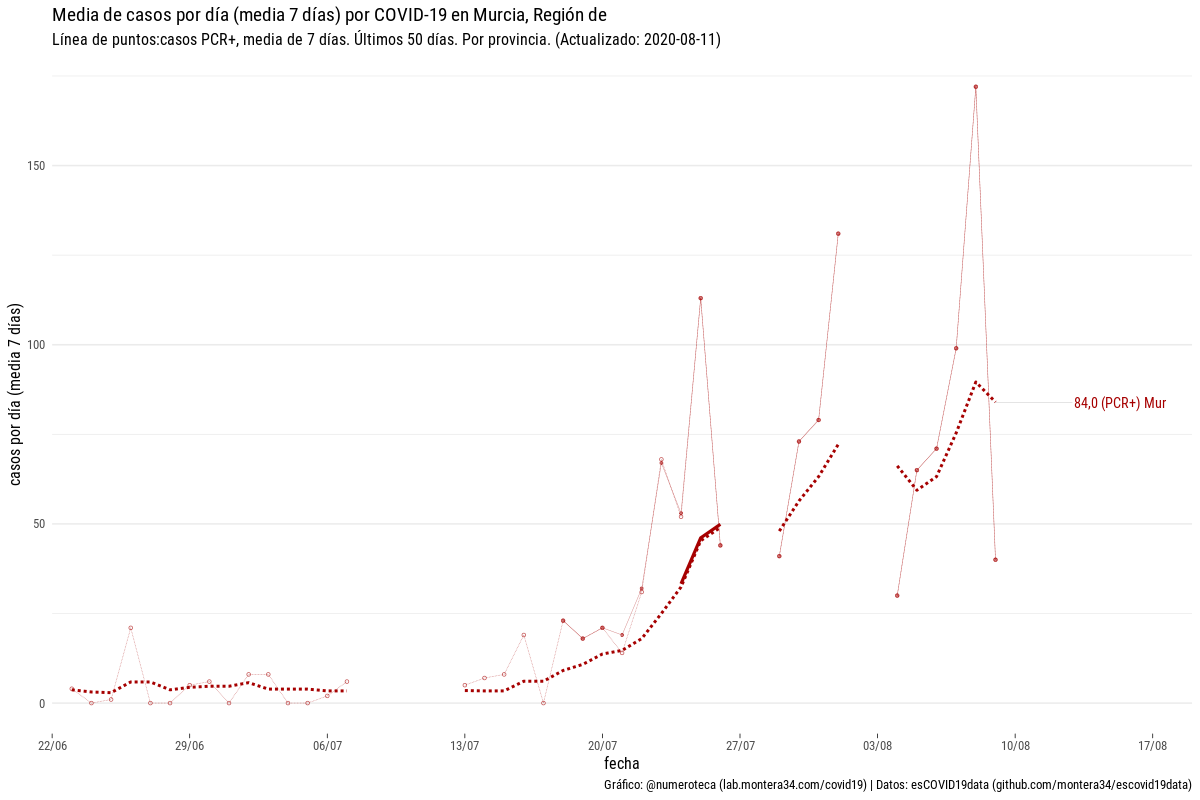 Media de casos por día (media 7 días) por COVID-19 en Murcia, Región de
Línea de puntos:casos PCR+, media de 7 días. Últimos 50 días. Por provincia. (Actualizado: 2020-08-11)
casos por día (media 7 días)
150
100
50
0
84,0 (PCR+) Mur
22/06 29/06 06/07 13/07 20/07 27/07 03/08 10/08 17/08
fecha
Gráfico: @numeroteca (lab.montera34.com/covid19) | Datos: esCOVID19data (github.com/montera34/escovid19data)